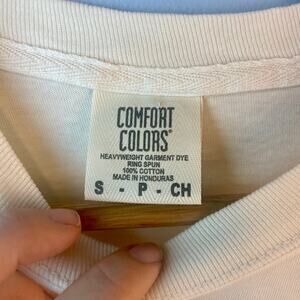 COMFORT
COLORS®
HEAVYWEIGHT GARMENT DYE
RING SPUN
100% COTTON
MADE IN HONDURAS
S - P - CH